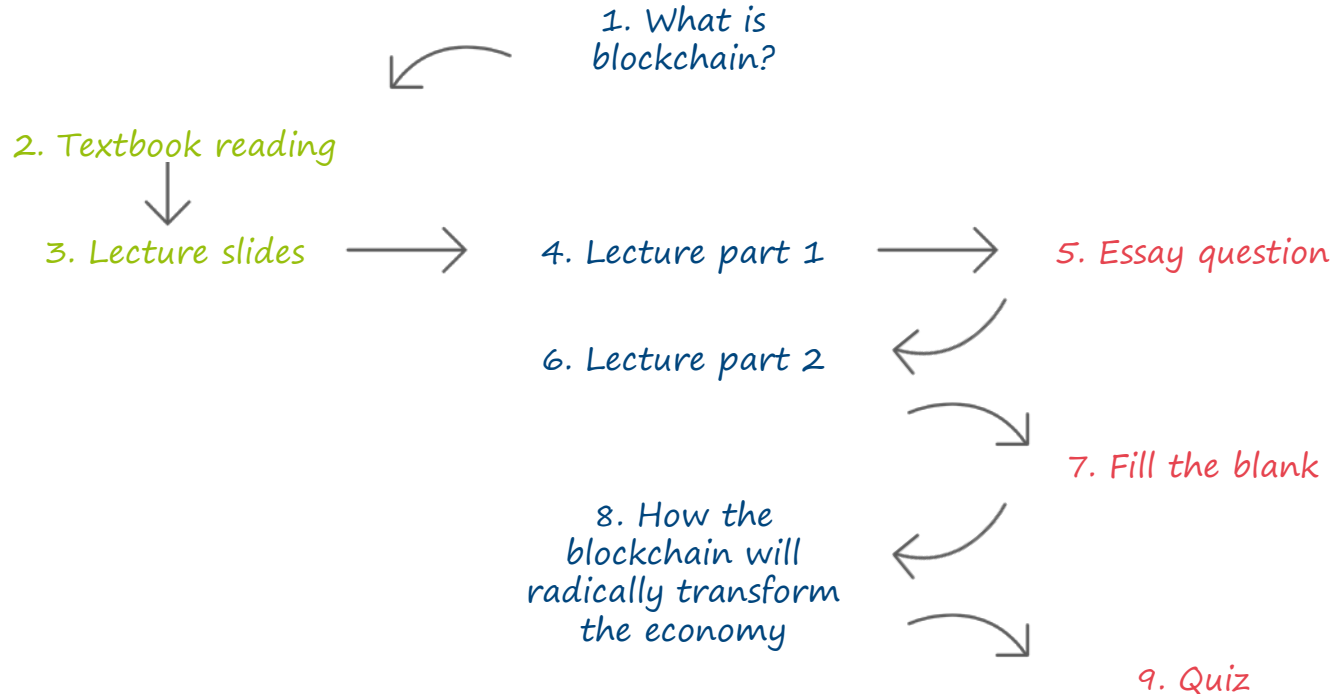 1. What is
blockchain?
2. Textbook reading
3. Lecture slides
4. Lecture part 1
5. Essay question
6. Lecture part 2
7. Fill the blank
8. How the
blockchain will
radically transform
the economy
9. Quiz